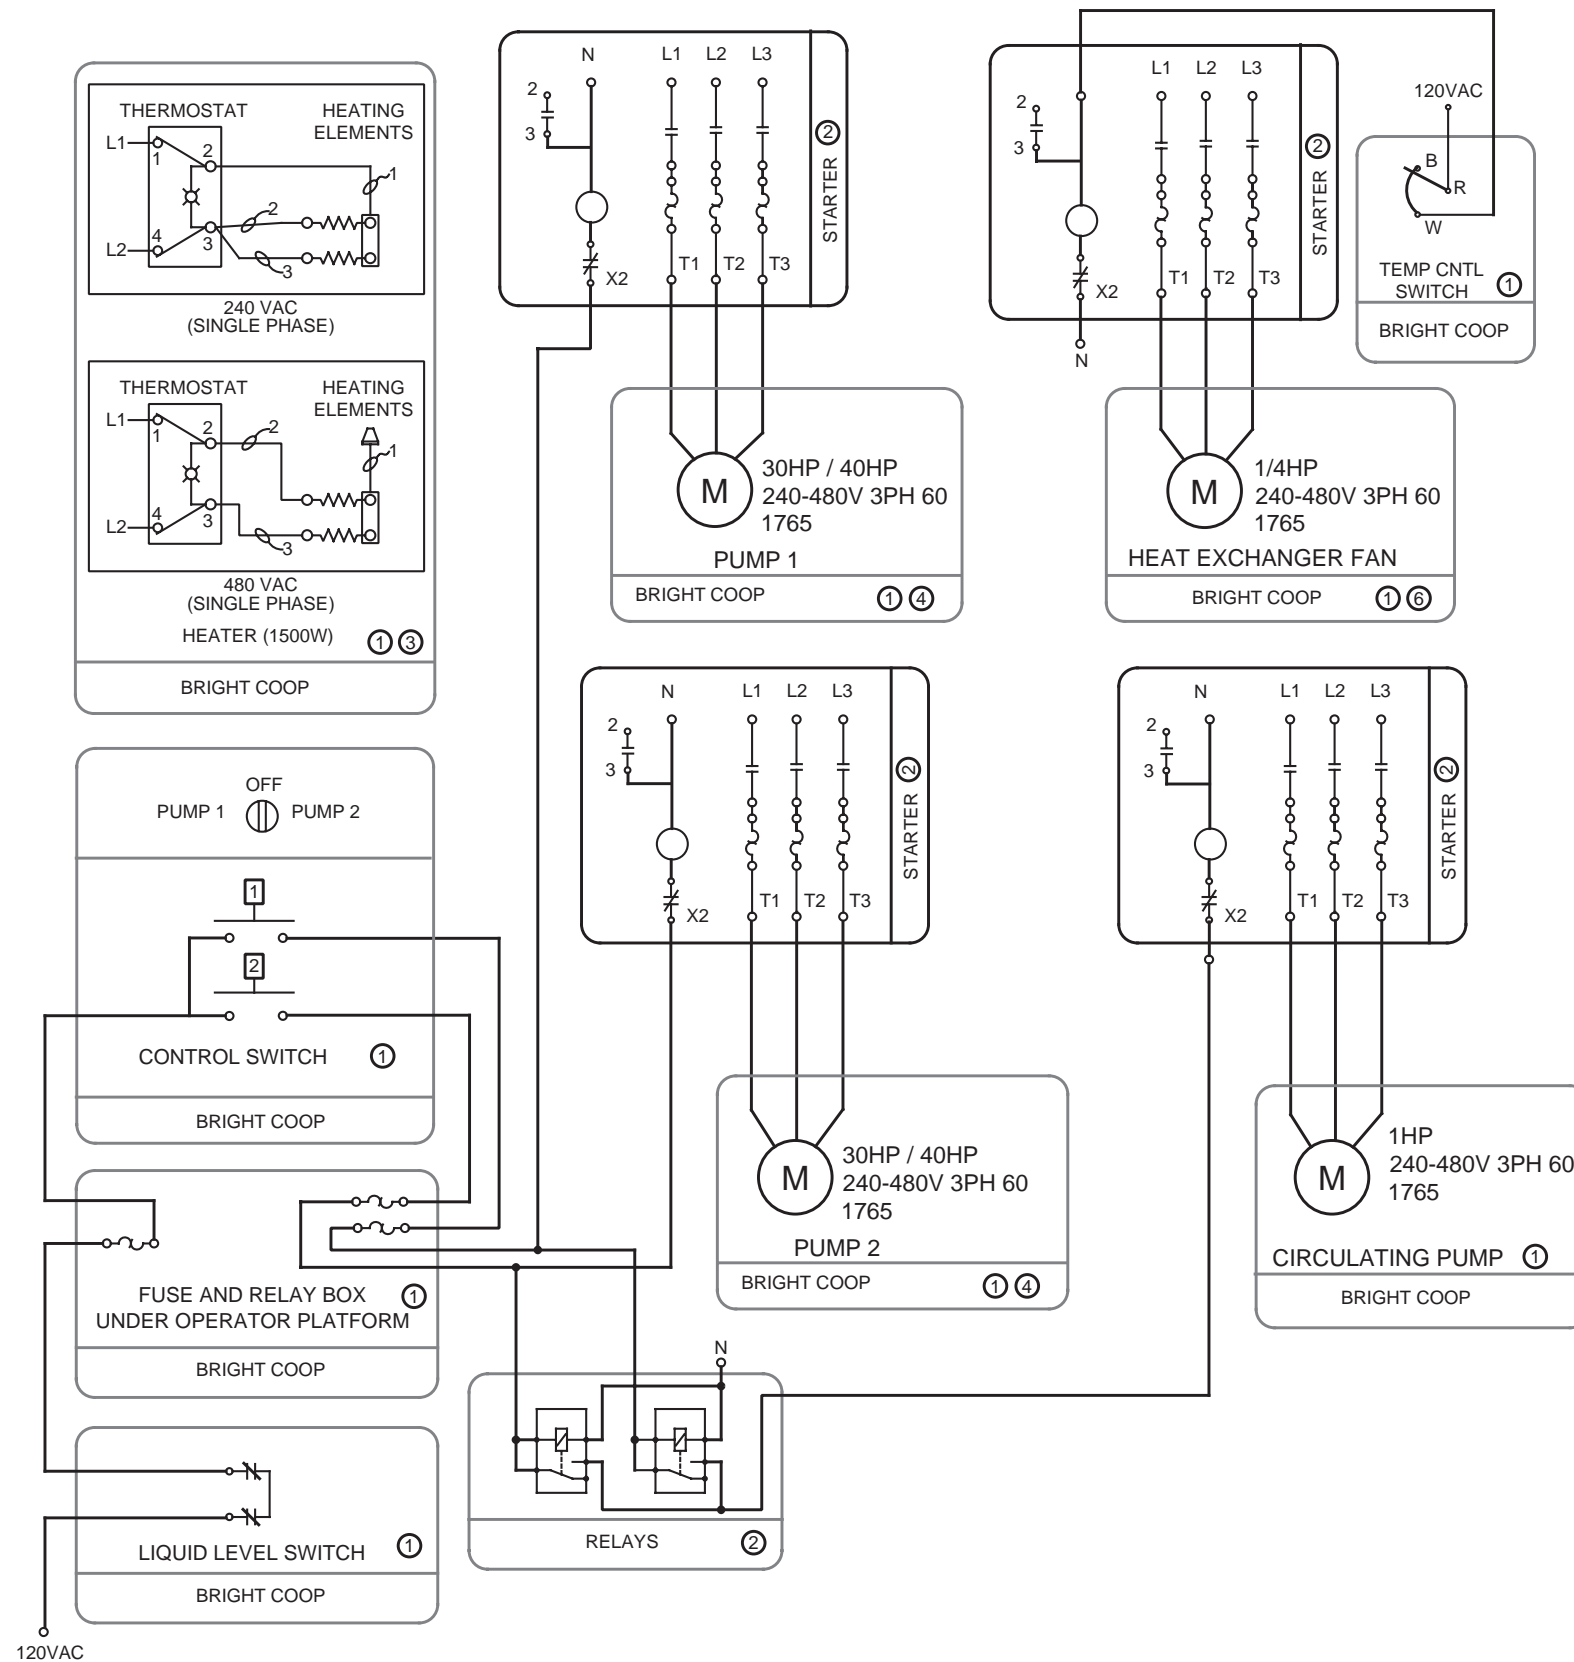 THERMOSTAT
HEATING
ELEMENTS
L1
1
2
1
2
4
3
L2
3
240 VAC
(SINGLE PHASE)
THERMOSTAT
HEATING
ELEMENTS
L1
1
2
2
1
4
3
L2
3
480 VAC
(SINGLE PHASE)
HEATER (1500W) 1 3
BRIGHT COOP
N L1 L2 L3
2
3
X2 T1 T2 T3
STARTER 2
30HP / 40HP
240-480V 3PH 60
1765
PUMP 1
BRIGHT COOP 1 4
L1 L2 L3
2
3
X2 T1 T2 T3
N
STARTER 2
120VAC
B
R
W
TEMP CNTL
SWITCH 1
BRIGHT COOP
1/4HP
240-480V 3PH 60
1765
HEAT EXCHANGER FAN
BRIGHT COOP 1 6
OFF
PUMP 1 PUMP 2
1
2
CONTROL SWITCH 1
BRIGHT COOP
N L1 L2 L3
2
3
X2 T1 T2 T3
STARTER 2
30HP / 40HP
240-480V 3PH 60
1765
PUMP 2
BRIGHT COOP 1 4
N L1 L2 L3
2
3
X2 T1 T2 T3
STARTER 2
1HP
240-480V 3PH 60
1765
CIRCULATING PUMP 1
BRIGHT COOP
FUSE AND RELAY BOX 1
UNDER OPERATOR PLATFORM
BRIGHT COOP
N
RELAYS 2
LIQUID LEVEL SWITCH 1
BRIGHT COOP
120VAC